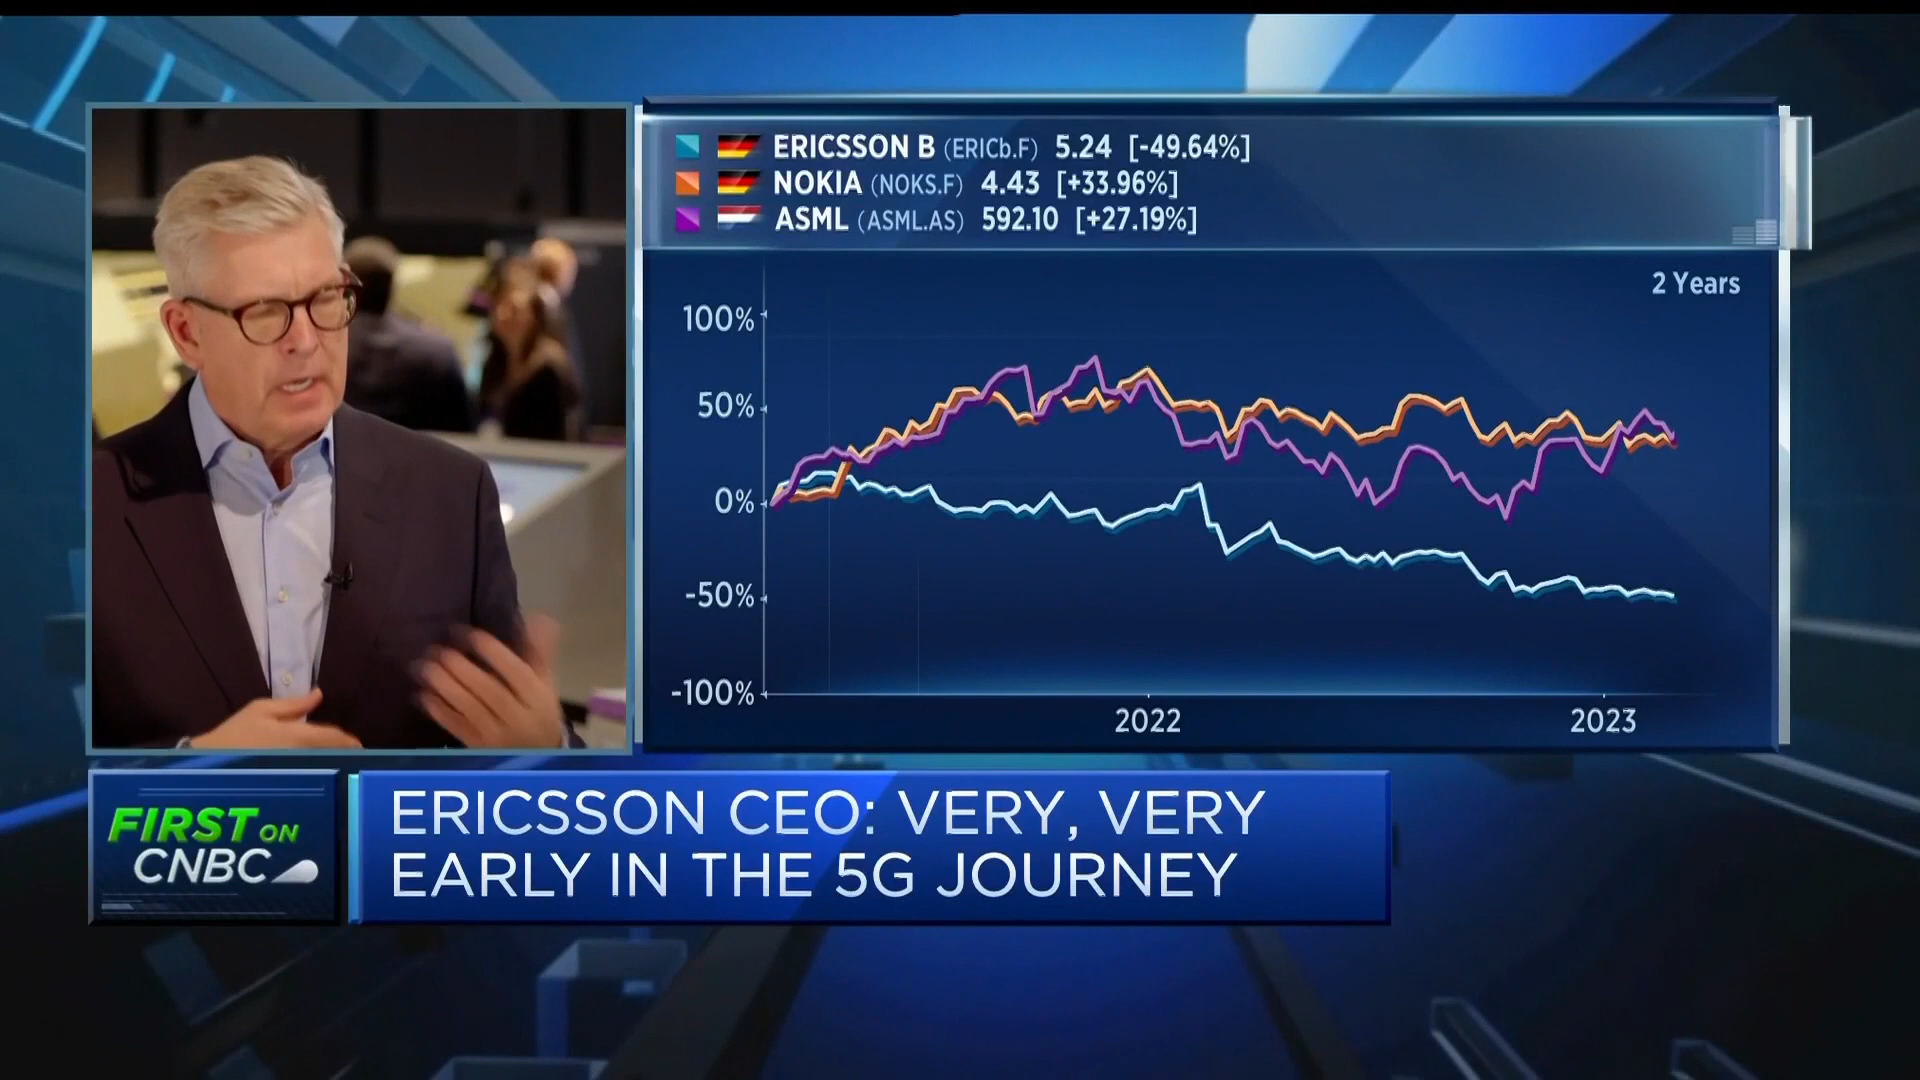 ERICSSON B (ERICb.F) 5.24 [-49.64%]
NOKIA (NOKS.F) 4.43 [+33.96%]
ASML (ASML.AS) 592.10 [+27.19%]
2 Years
100%
50%
0%
-50%
-100%
2022
2023
FIRST ON
CNBC
ERICSSON CEO: VERY, VERY
EARLY IN THE 5G JOURNEY